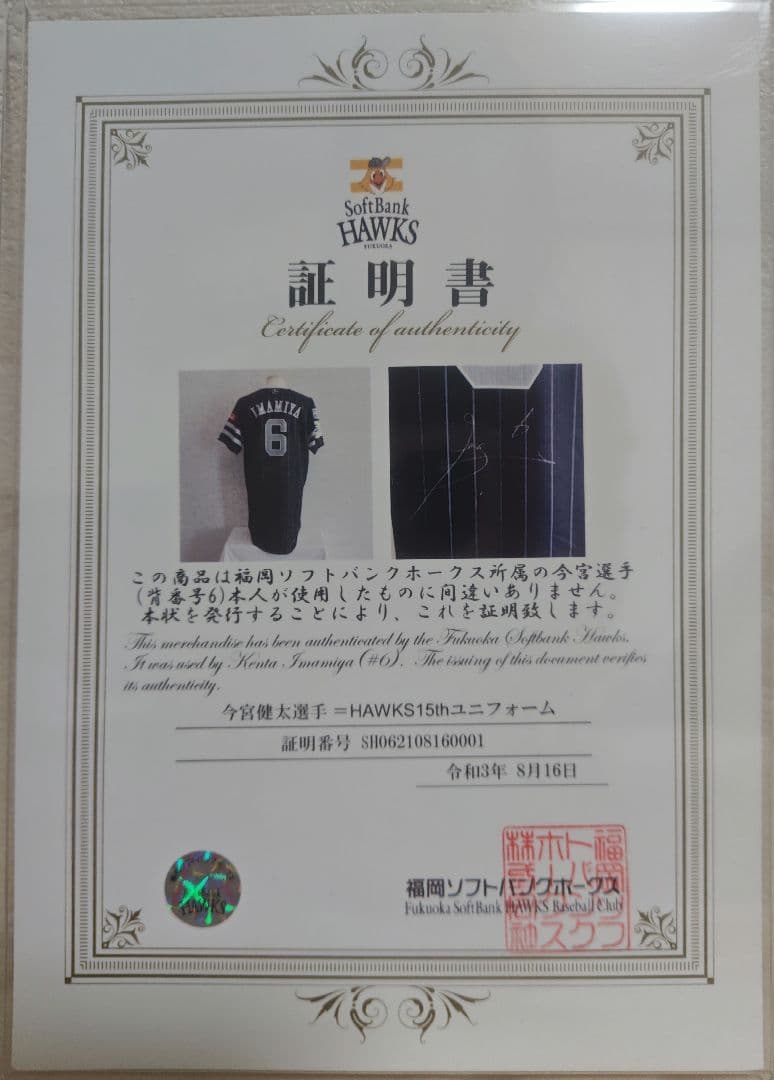 SoftBank
HAWKS
FUKUOKA
証明書
Certificate of authenticity
IMAMIYA
6
この商品は福岡ソフトバンクホークス所属の今宮選手
(背番号6)本人が使用したものに間違いありません。
本状を発行することにより、これを証明致します。
This merchandise has been authenticated by the Fukuoka Softbank Hawks.
It was used by Kenta Imamiya (#6). The issuing of this document verifies
its authenticity.
今宮健太選手＝HAWKS15thユニフォーム
証明番号 SH062108160001
令和3年 8月16日
HAWKS
福岡ソフトバンクホークス
Fukuoka SoftBank HAWKS Baseball Club